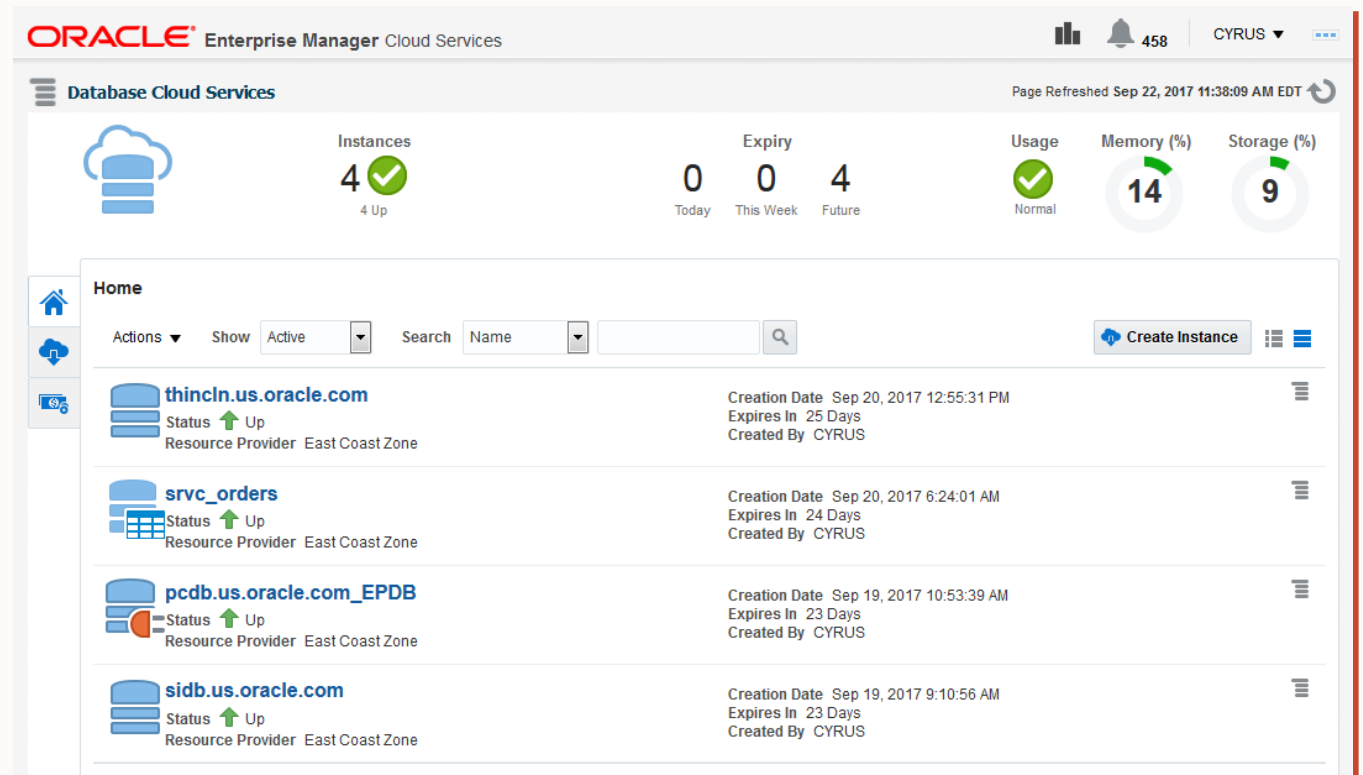 ORACLE Enterprise Manager Cloud Services
458
CYRUS
Database Cloud Services
Page Refreshed Sep 22, 2017 11:38:09 AM EDT
Instances
4
4 Up
Expiry
0 0 4
Today This Week Future
Usage
Normal
Memory (%)
14
Storage (%)
9
Home
Actions Show Active Search Name
Create Instance
thincln.us.oracle.com
Status Up
Resource Provider East Coast Zone
Creation Date Sep 20, 2017 12:55:31 PM
Expires In 25 Days
Created By CYRUS
srvc_orders
Status Up
Resource Provider East Coast Zone
Creation Date Sep 20, 2017 6:24:01 AM
Expires In 24 Days
Created By CYRUS
pcdb.us.oracle.com_EPDB
Status Up
Resource Provider East Coast Zone
Creation Date Sep 19, 2017 10:53:39 AM
Expires In 23 Days
Created By CYRUS
sidb.us.oracle.com
Status Up
Resource Provider East Coast Zone
Creation Date Sep 19, 2017 9:10:56 AM
Expires In 23 Days
Created By CYRUS